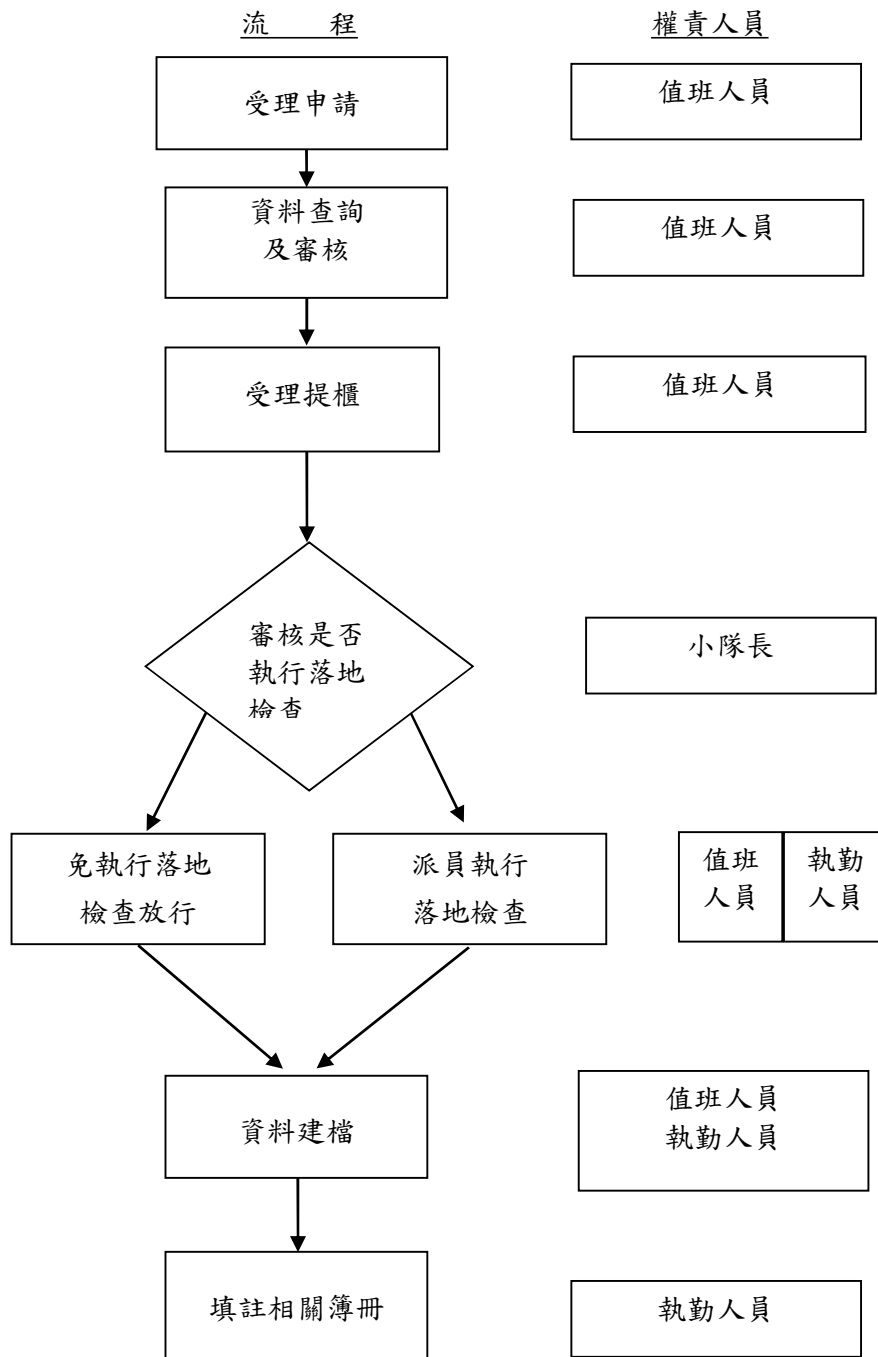 流 程 權責人員
受理申請 值班人員
資料查詢
及審核
值班人員
受理提櫃 值班人員
審核是否
執行落地
檢查
小隊長
免執行落地
檢查放行
派員執行
落地檢查
值班
人員
執勤
人員
資料建檔
值班人員
執勤人員
填註相關簿冊 執勤人員